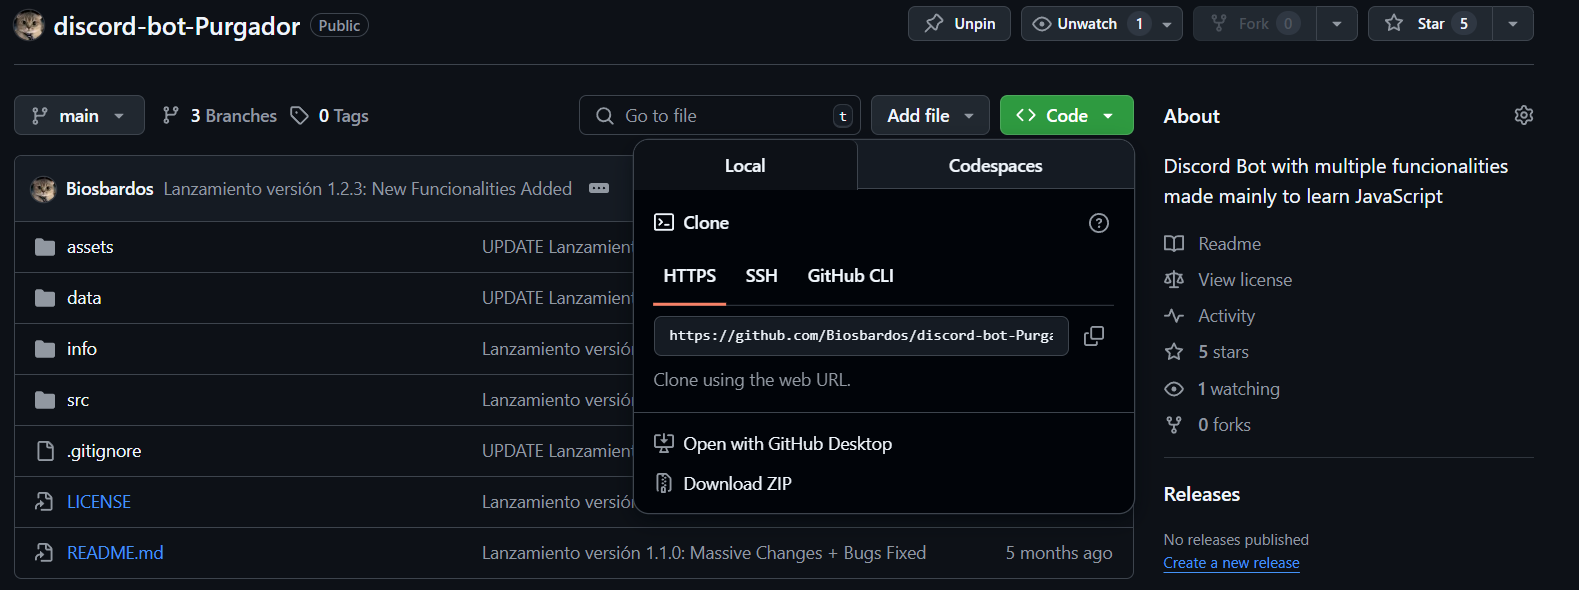 discord-bot-Purgador Public
Unpin
Unwatch 1
Fork 0
Star 5
main
3 Branches
0 Tags
Go to file t
Add file
Code
Local
Codespaces
Clone
HTTPS
SSH
GitHub CLI
https://github.com/Biosbardos/discord-bot-Purga
Clone using the web URL.
Open with GitHub Desktop
Download ZIP
Biosbardos Lanzamiento versión 1.2.3: New Funcionalities Added
assets UPDATE Lanzamient
data UPDATE Lanzamient
info Lanzamiento versió
src Lanzamiento versió
.gitignore UPDATE Lanzamient
LICENSE Lanzamiento versió
README.md Lanzamiento versión 1.1.0: Massive Changes + Bugs Fixed 5 months ago
About
Discord Bot with multiple funcionalities
made mainly to learn JavaScript
Readme
View license
Activity
5 stars
1 watching
0 forks
Releases
No releases published
Create a new release